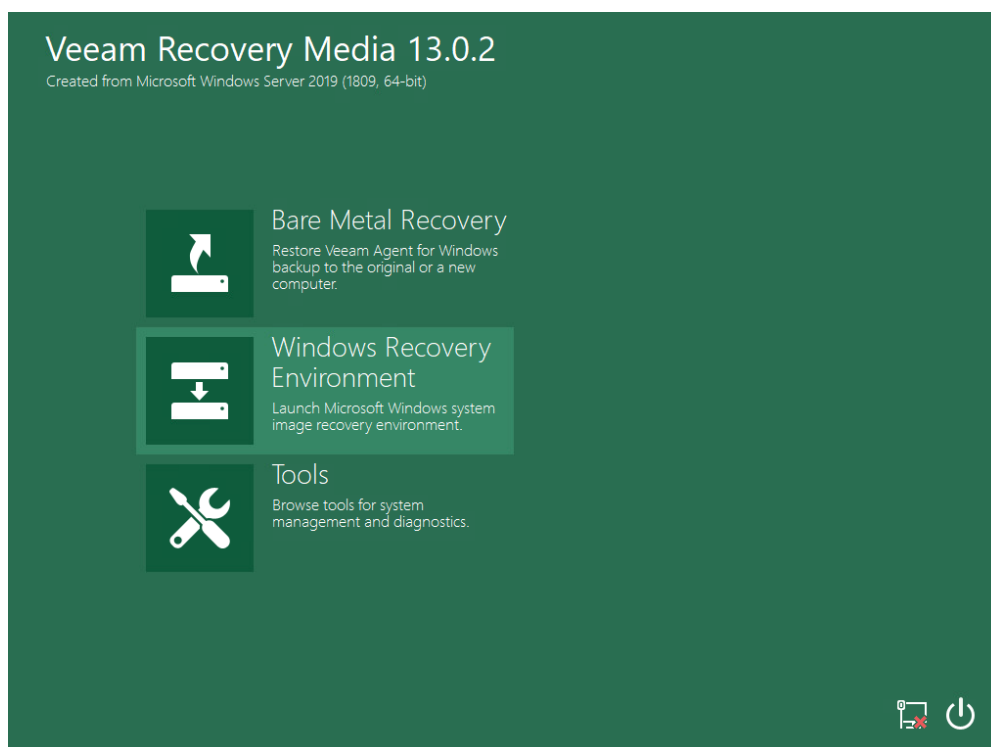 Veeam Recovery Media 13.0.2
Created from Microsoft Windows Server 2019 (1809, 64-bit)
Bare Metal Recovery
Restore Veeam Agent for Windows
backup to the original or a new
computer.
Windows Recovery
Environment
Launch Microsoft Windows system
image recovery environment.
Tools
Browse tools for system
management and diagnostics.